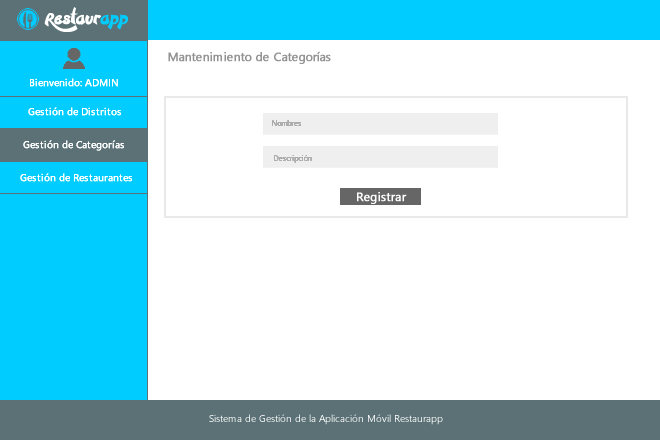 Restaurapp
Bienvenido: ADMIN
Gestión de Distritos
Gestión de Categorías
Gestión de Restaurantes
Mantenimiento de Categorías
Nombres
Descripción
Registrar
Sistema de Gestión de la Aplicación Móvil Restaurapp